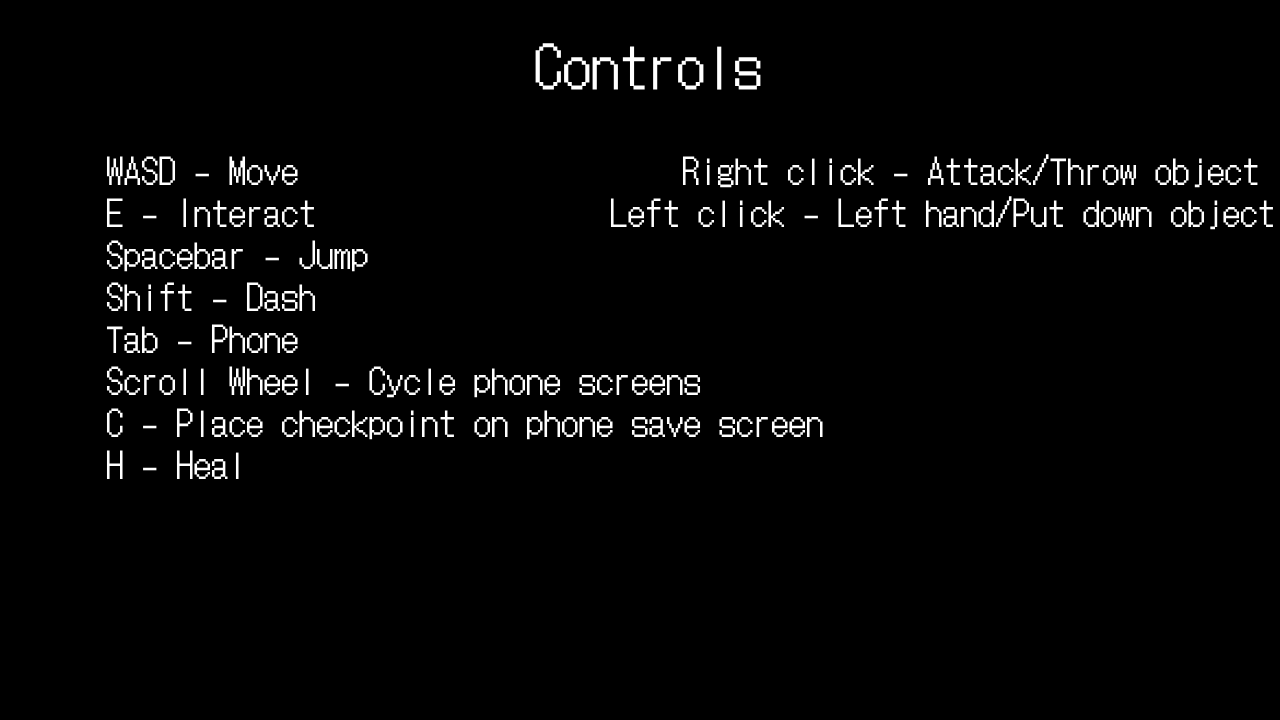 Controls
WASD - Move
E - Interact
Spacebar - Jump
Shift - Dash
Tab - Phone
Scroll Wheel - Cycle phone screens
C - Place checkpoint on phone save screen
H - Heal
Right click - Attack/Throw object
Left click - Left hand/Put down object